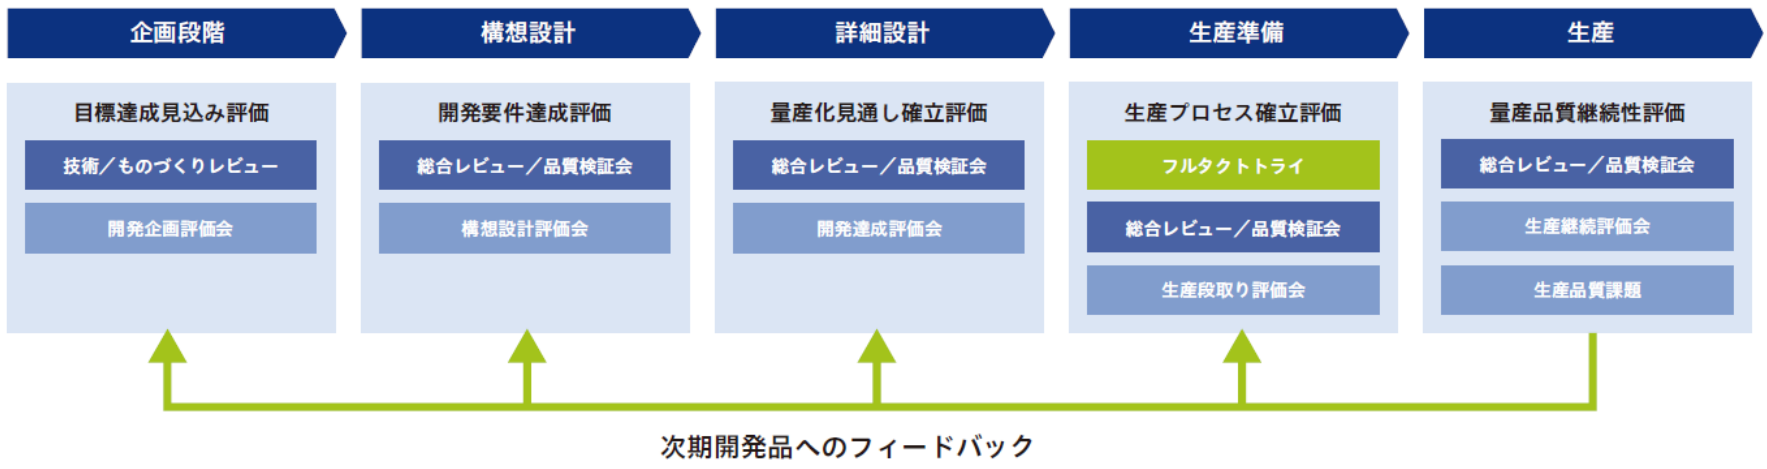 企画段階
構想設計
詳細設計
生産準備
生産
目標達成見込み評価
技術／ものづくりレビュー
開発企画評価会
開発要件達成評価
総合レビュー／品質検証会
構想設計評価会
量産化見通し確立評価
総合レビュー／品質検証会
開発達成評価会
生産プロセス確立評価
フルタクトトライ
総合レビュー／品質検証会
生産段取り評価会
量産品質継続性評価
総合レビュー／品質検証会
生産継続評価会
生産品質課題
次期開発品へのフィードバック